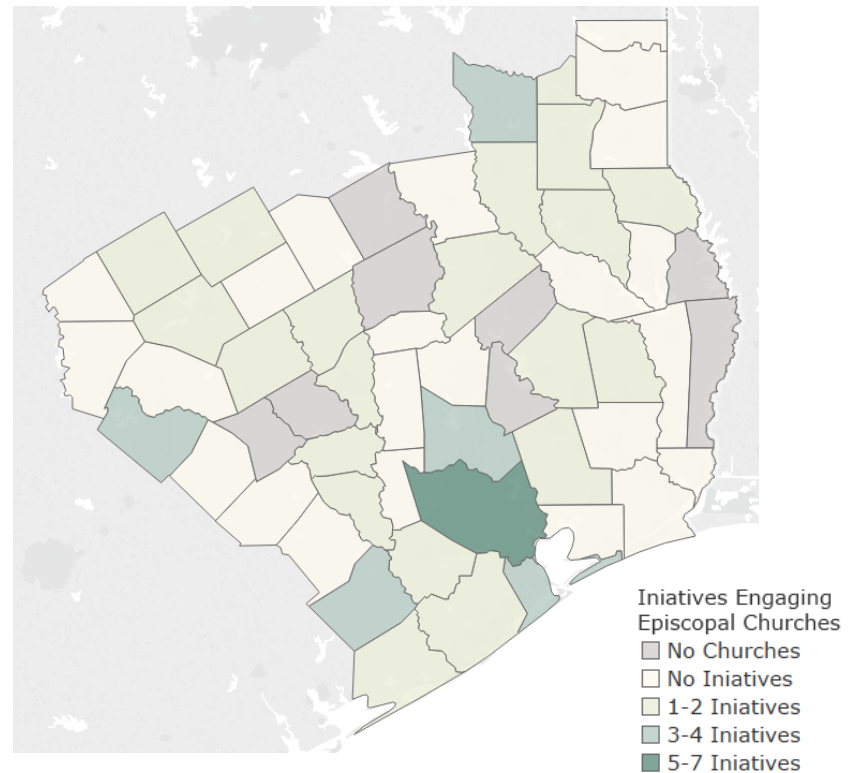 Iniatives Engaging
Episcopal Churches
No Churches
No Iniatives
1-2 Iniatives
3-4 Iniatives
5-7 Iniatives